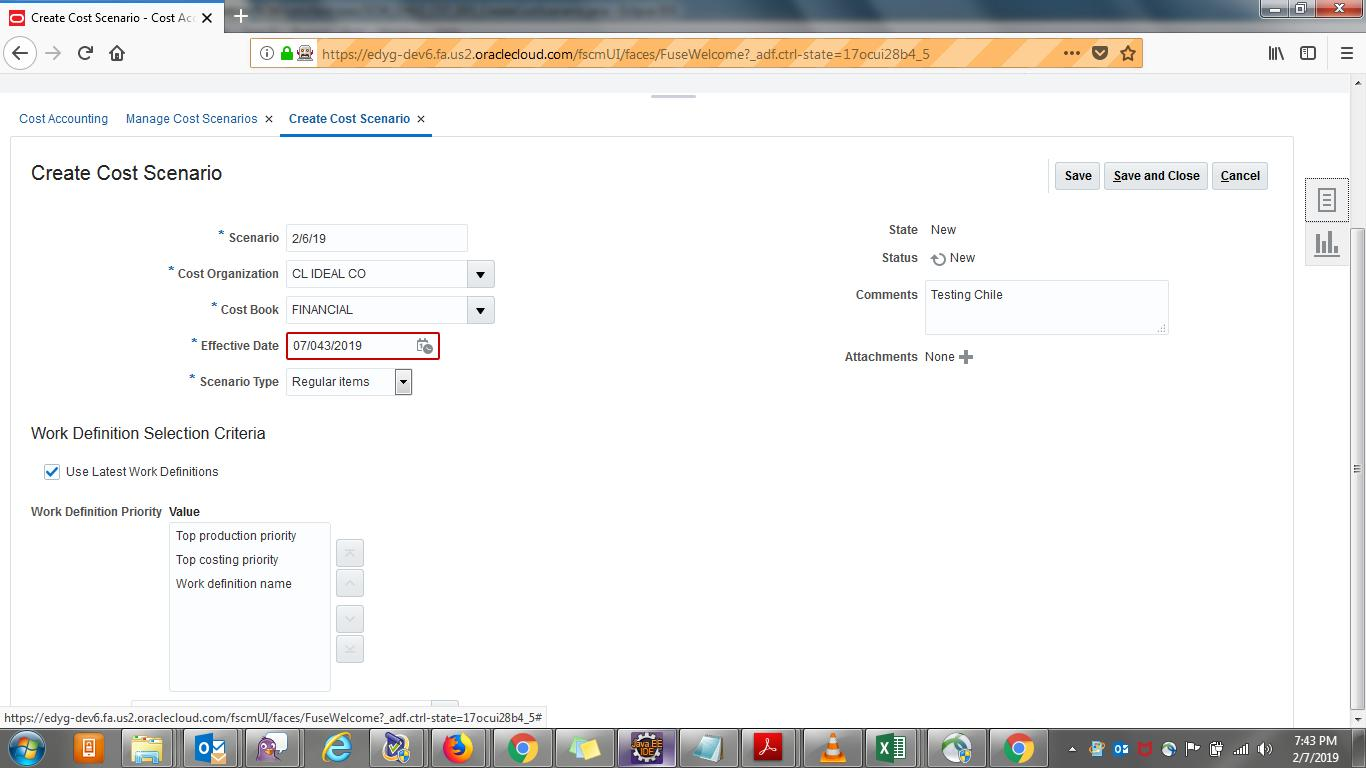 Create Cost Scenario - Cost Acc
https://edyg-dev6.fa.us2.oraclecloud.com/fscmUI/faces/FuseWelcome?_adf.ctrl-state=17ocui28b4_5
Cost Accounting Manage Cost Scenarios Create Cost Scenario
Create Cost Scenario
Save Save and Close Cancel
* Scenario 2/6/19
* Cost Organization CL IDEAL CO
* Cost Book FINANCIAL
* Effective Date 07/043/2019
* Scenario Type Regular items
State New
Status New
Comments Testing Chile
Attachments None
Work Definition Selection Criteria
Use Latest Work Definitions
Work Definition Priority Value
Top production priority
Top costing priority
Work definition name
https://edyg-dev6.fa.us2.oraclecloud.com/fscmUI/faces/FuseWelcome?_adf.ctrl-state=17ocui28b4_5#
Java EE
IDE
7:43 PM
2/7/2019